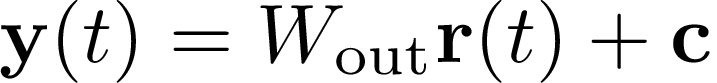 𝐲(t) = W_out 𝐫(t) + 𝐜